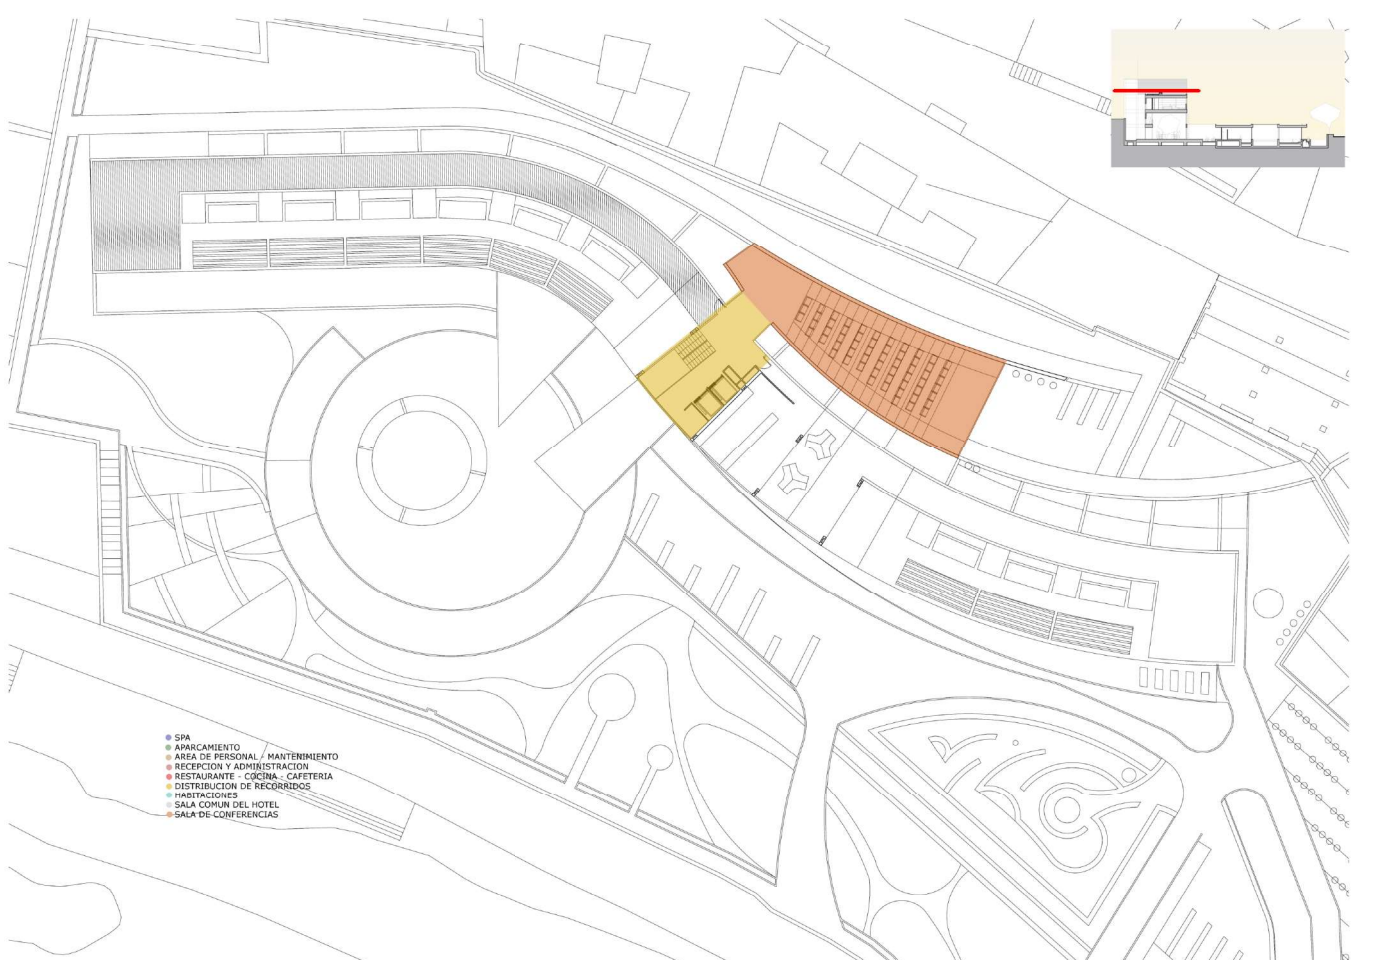 SPA
APARCAMIENTO
AREA DE PERSONAL - MANTENIMIENTO
RECEPCION Y ADMINISTRACION
RESTAURANTE - COCINA - CAFETERIA
DISTRIBUCION DE RECORRIDOS
HABITACIONES
SALA COMUN DEL HOTEL
SALA DE CONFERENCIAS